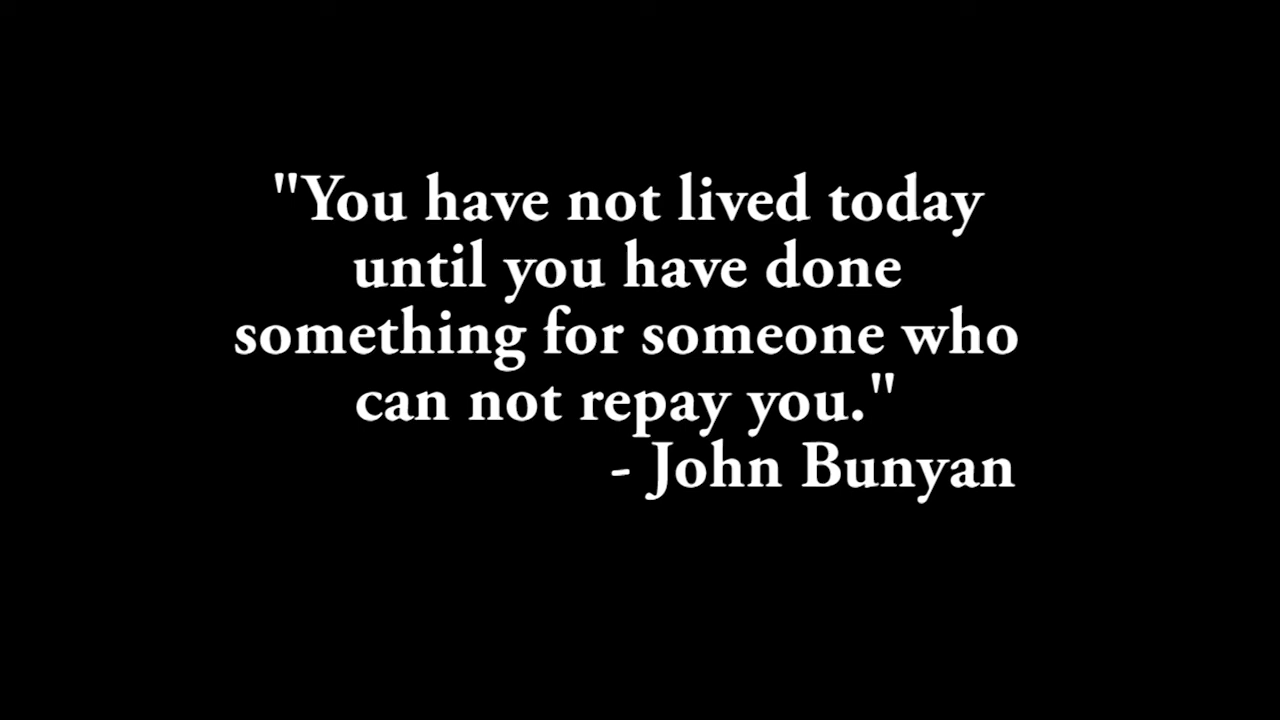 "You have not lived today
until you have done
something for someone who
can not repay you."
- John Bunyan